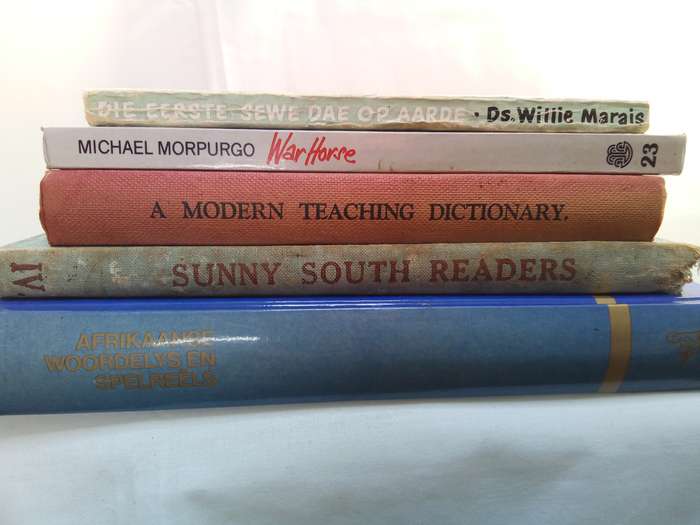 DIE EERSTE SEWE DAE OP AARDE · Ds. Willie Marais
MICHAEL MORPURGO War Horse 23
A MODERN TEACHING DICTIONARY.
SUNNY SOUTH READERS
AFRIKAANSE
WOORDELYS EN
SPELREËLS